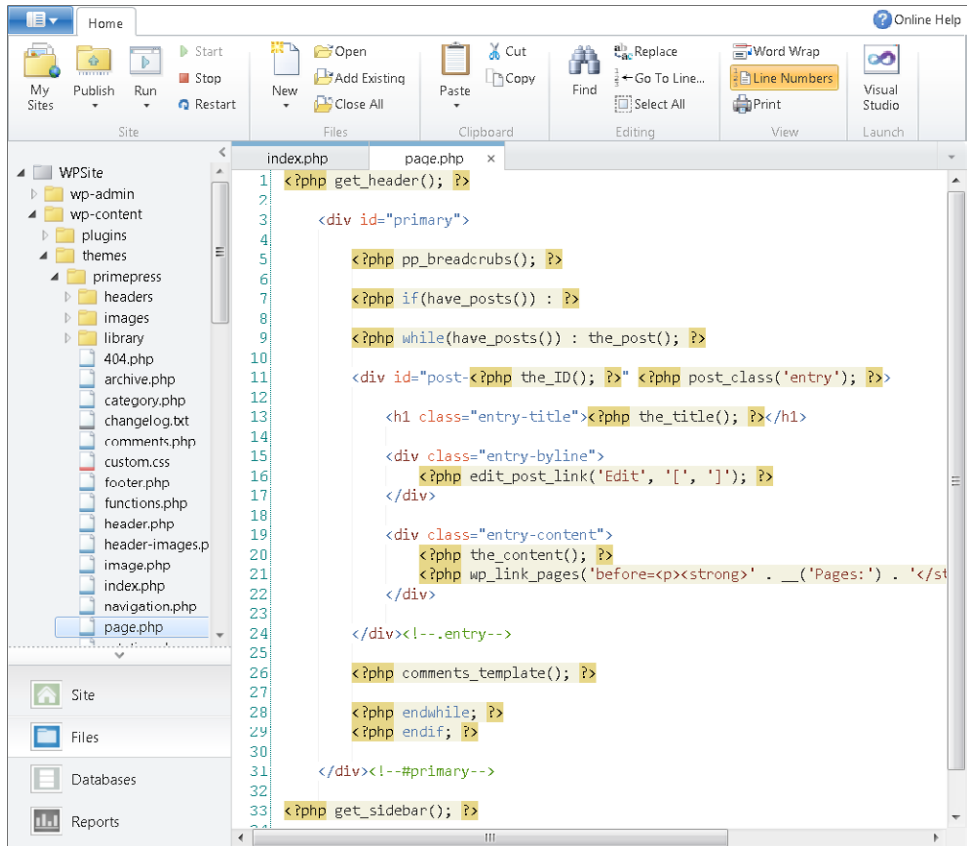 Home
Online Help
My Sites
Publish
Run
Start
Stop
Restart
Site
New
Open
Add Existing
Close All
Files
Paste
Cut
Copy
Clipboard
Find
Replace
Go To Line...
Select All
Editing
Word Wrap
Line Numbers
Print
View
Visual Studio
Launch
WPSite
wp-admin
wp-content
plugins
themes
primepress
headers
images
library
404.php
archive.php
category.php
changelog.txt
comments.php
custom.css
footer.php
functions.php
header.php
header-images.p
image.php
index.php
navigation.php
page.php
Site
Files
Databases
Reports
index.php
page.php ×
1 <?php get_header(); ?>
2
3 <div id="primary">
4
5 <?php pp_breadcrubs(); ?>
6
7 <?php if(have_posts()) : ?>
8
9 <?php while(have_posts()) : the_post(); ?>
10
11 <div id="post-<?php the_ID(); ?>" <?php post_class('entry'); ?>>
12
13 <h1 class="entry-title"><?php the_title(); ?></h1>
14
15 <div class="entry-byline">
16 <?php edit_post_link('Edit', '[', ']'); ?>
17 </div>
18
19 <div class="entry-content">
20 <?php the_content(); ?>
21 <?php wp_link_pages('before=<p><strong>' . __('Pages:') . '</st
22 </div>
23
24 </div><!--.entry-->
25
26 <?php comments_template(); ?>
27
28 <?php endwhile; ?>
29 <?php endif; ?>
30
31 </div><!--#primary-->
32
33 <?php get_sidebar(); ?>